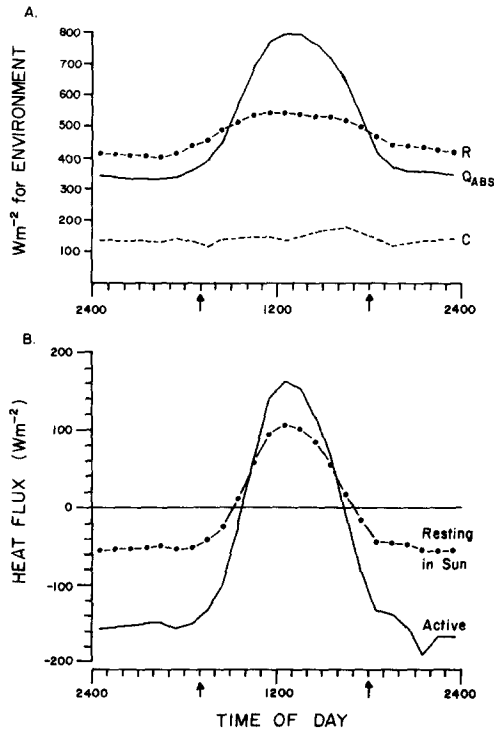 A.
Wm⁻² for ENVIRONMENT
800
700
600
500
400
300
200
100
R
Q_ABS
C
2400
1200
2400
B.
HEAT FLUX (Wm⁻²)
200
100
0
-100
-200
Resting
in Sun
Active
2400
1200
2400
TIME OF DAY